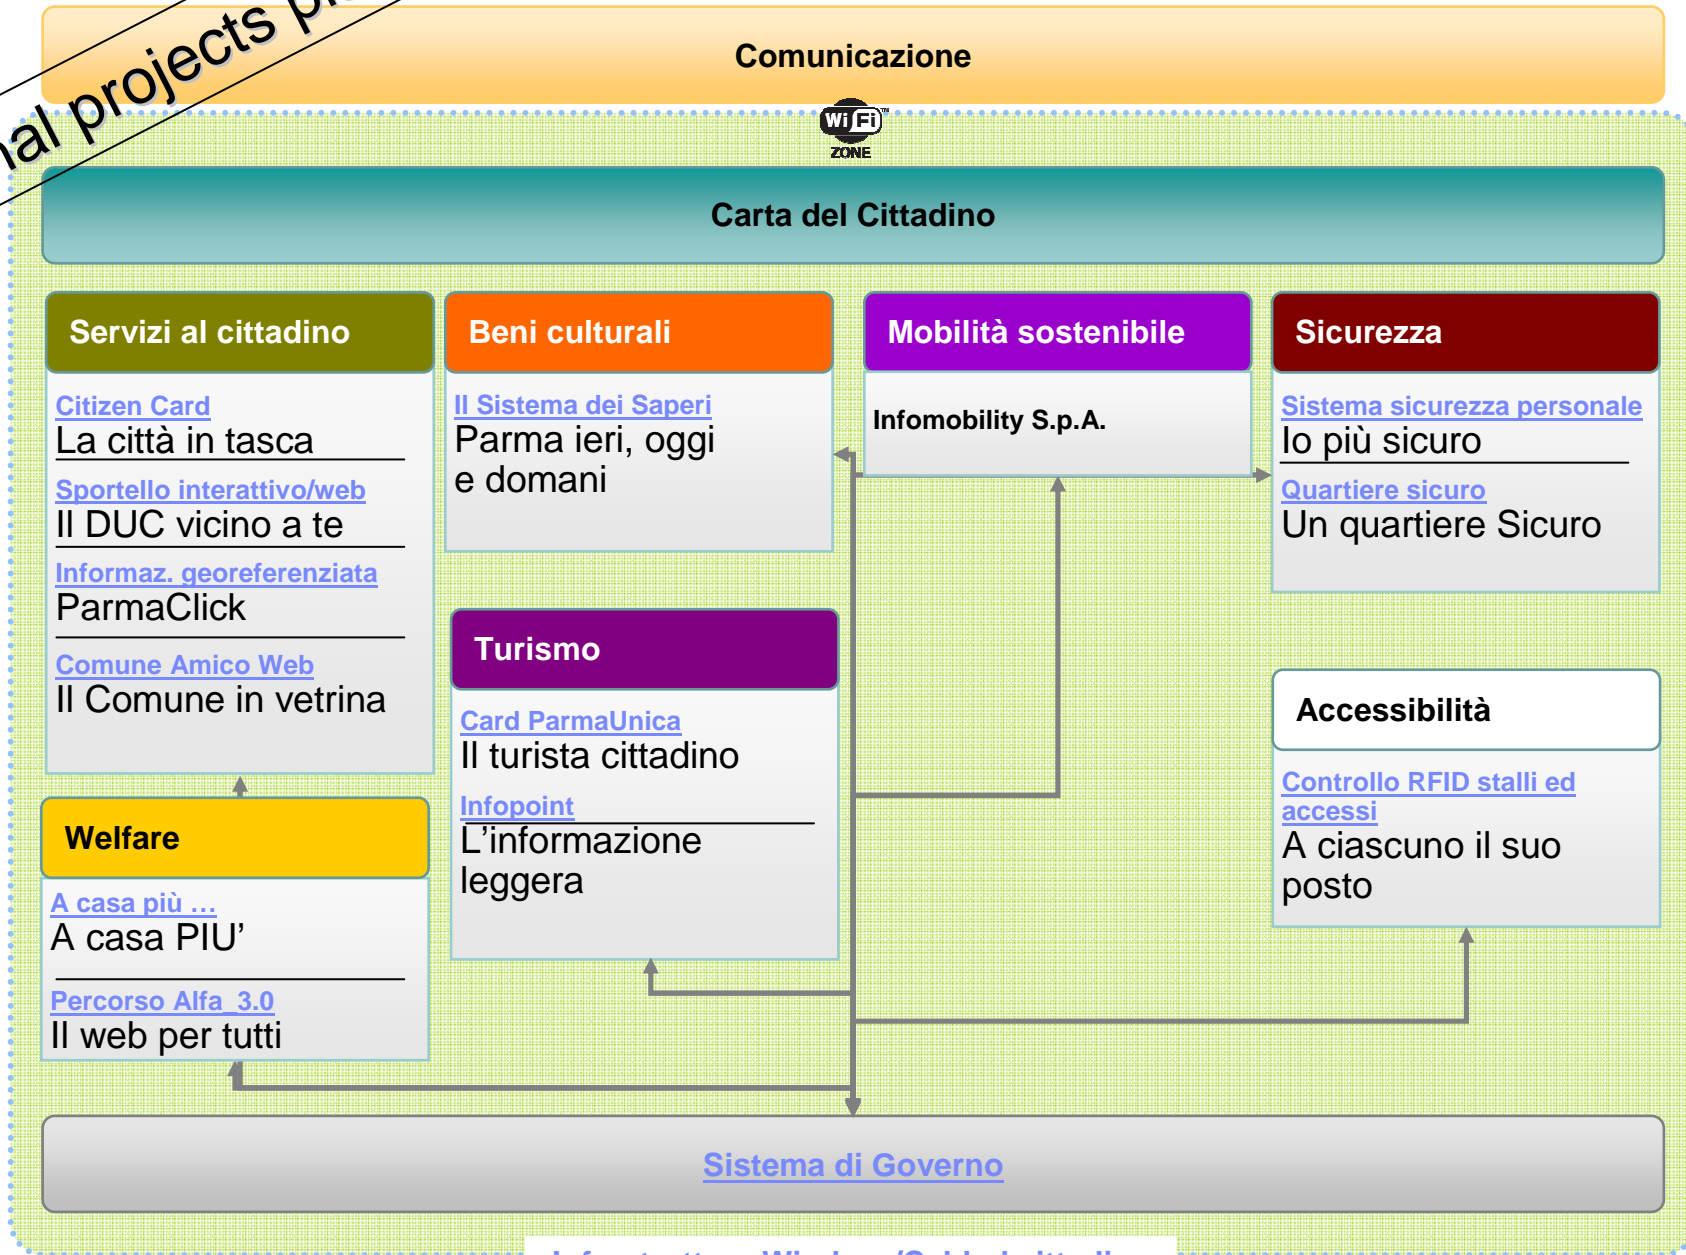 projects
Comunicazione
Wi Fi
ZONE
Carta del Cittadino
Servizi al cittadino
Citizen Card
La città in tasca
Sportello interattivo/web
Il DUC vicino a te
Informaz. georeferenziata
ParmaClick
Comune Amico Web
Il Comune in vetrina
Welfare
A casa più ...
A casa PIU'
Percorso Alfa_3.0
Il web per tutti
Beni culturali
Il Sistema dei Saperi
Parma ieri, oggi
e domani
Turismo
Card ParmaUnica
Il turista cittadino
Infopoint
L'informazione
leggera
Mobilità sostenibile
Infomobility S.p.A.
Sicurezza
Sistema sicurezza personale
Io più sicuro
Quartiere sicuro
Un quartiere Sicuro
Accessibilità
Controllo RFID stalli ed
accessi
A ciascuno il suo
posto
Sistema di Governo